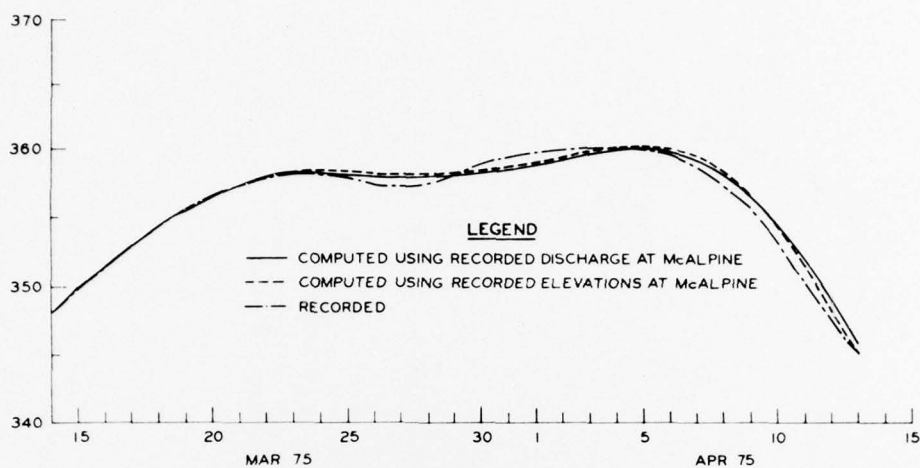 370
360
350
340
LEGEND
COMPUTED USING RECORDED DISCHARGE AT McALPINE
COMPUTED USING RECORDED ELEVATIONS AT McALPINE
RECORDED
15 20 25 30 1 5 10 15
MAR 75 APR 75